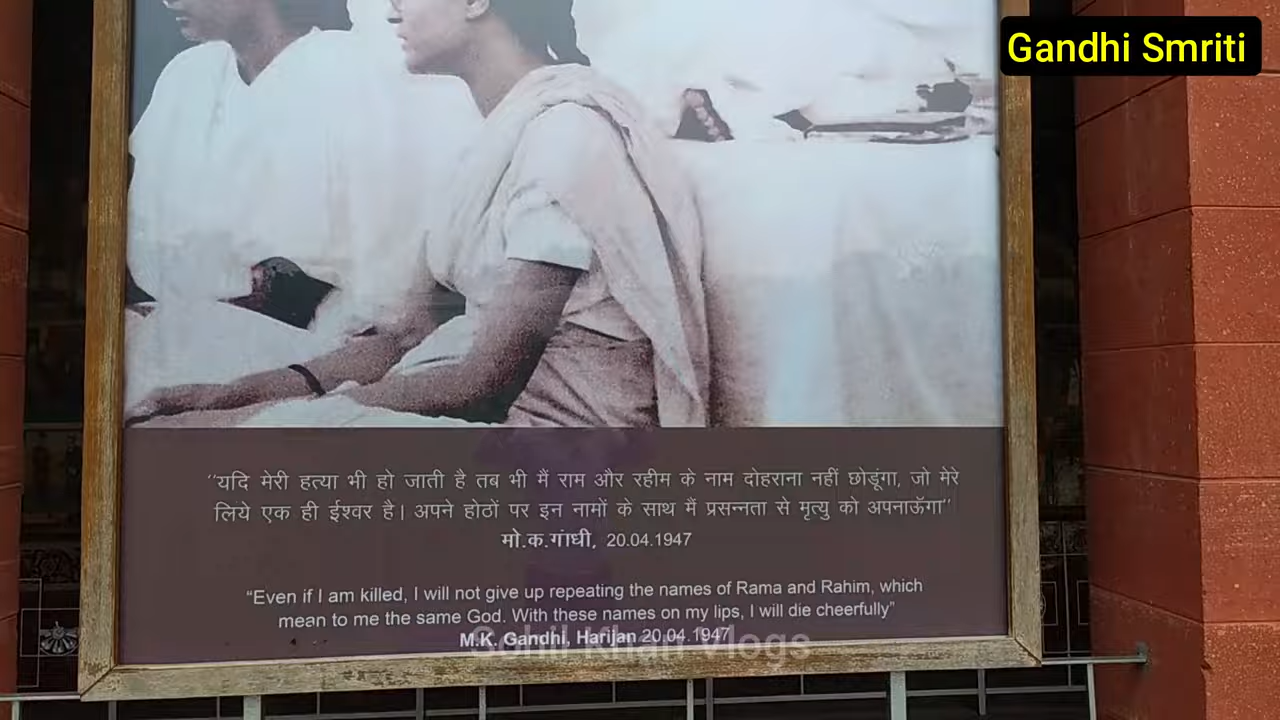 Gandhi Smriti
“यदि मेरी हत्या भी हो जाती है तब भी मैं राम और रहीम के नाम दोहराना नहीं छोडूंगा, जो मेरे
लिये एक ही ईश्वर है। अपने होठों पर इन नामों के साथ मैं प्रसन्नता से मृत्यु को अपनाऊँगा”
मो.क.गांधी, 20.04.1947
“Even if I am killed, I will not give up repeating the names of Rama and Rahim, which
mean to me the same God. With these names on my lips, I will die cheerfully”
M.K. Gandhi, Harijan 20.04.1947
Sohil Khan Vlogs